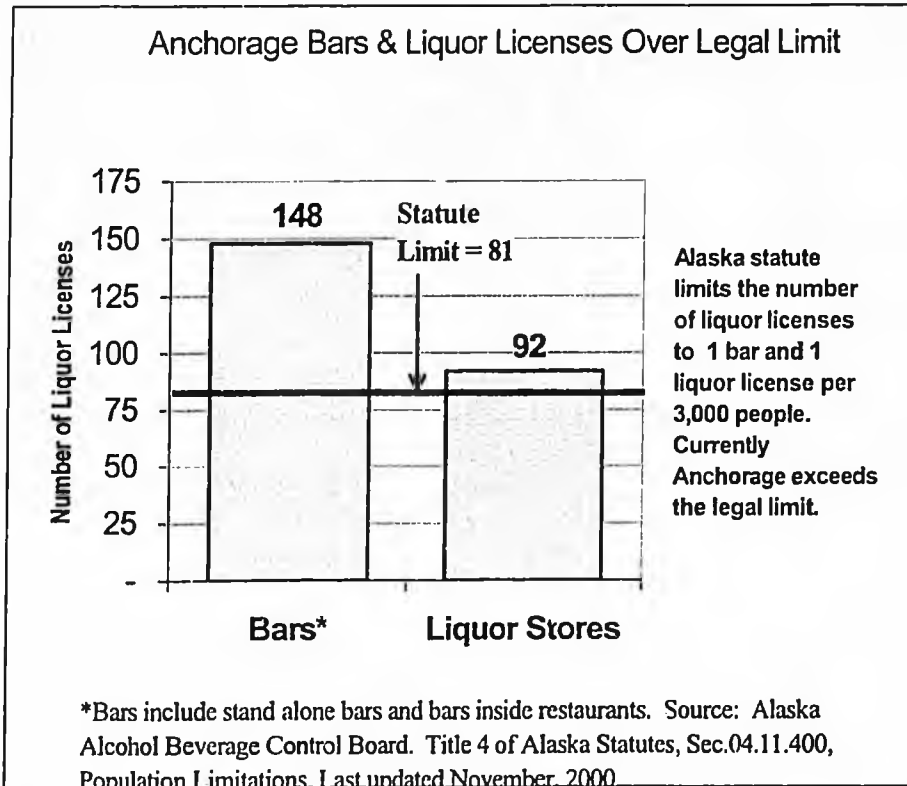 Anchorage Bars & Liquor Licenses Over Legal Limit
Number of Liquor Licenses
175
150
125
100
75
50
25
-
148
Statute
Limit = 81
92
Bars*
Liquor Stores
Alaska statute
limits the number
of liquor licenses
to 1 bar and 1
liquor license per
3,000 people.
Currently
Anchorage exceeds
the legal limit.
*Bars include stand alone bars and bars inside restaurants. Source: Alaska
Alcohol Beverage Control Board. Title 4 of Alaska Statutes, Sec.04.11.400,
Population Limitations. Last updated November, 2000